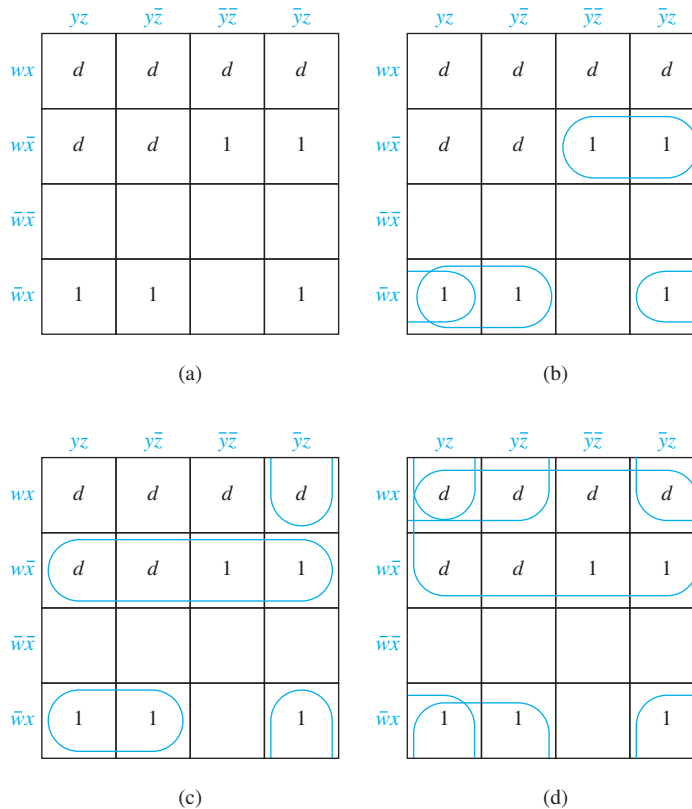 yz yz̄ ȳz̄ ȳz yz yz̄ ȳz̄ ȳz
wx d d d d wx d d d d
wx̄ d d 1 1 wx̄ d d 1 1
w̄x̄ w̄x̄
w̄x 1 1 1 w̄x 1 1 1
(a) (b)
yz yz̄ ȳz̄ ȳz yz yz̄ ȳz̄ ȳz
wx d d d d wx d d d d
wx̄ d d 1 1 wx̄ d d 1 1
w̄x̄ w̄x̄
w̄x 1 1 1 w̄x 1 1 1
(c) (d)